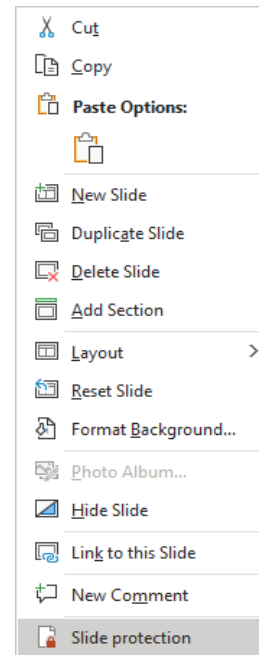 Cut
Copy
Paste Options:
New Slide
Duplicate Slide
Delete Slide
Add Section
Layout
Reset Slide
Format Background...
Photo Album...
Hide Slide
Link to this Slide
New Comment
Slide protection